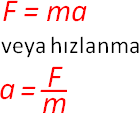 F = ma
veya hızlanma
a = F/m